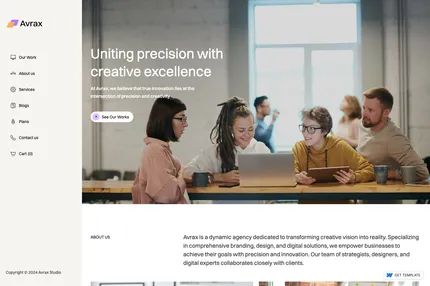 Avrax
Our Work
About us
Services
Blogs
Plans
Contact us
Cart (0)
Copyright © 2024 Avrax Studio
Uniting precision with
creative excellence
At Avrax, we believe that true innovation lies at the
intersection of precision and creativity.
See Our Works
ABOUT US
Avrax is a dynamic agency dedicated to transforming creative vision into reality. Specializing
in comprehensive branding, design, and digital solutions, we empower businesses to
achieve their goals with precision and innovation. Our team of strategists, designers, and
digital experts collaborates closely with clients.
GET TEMPLATE